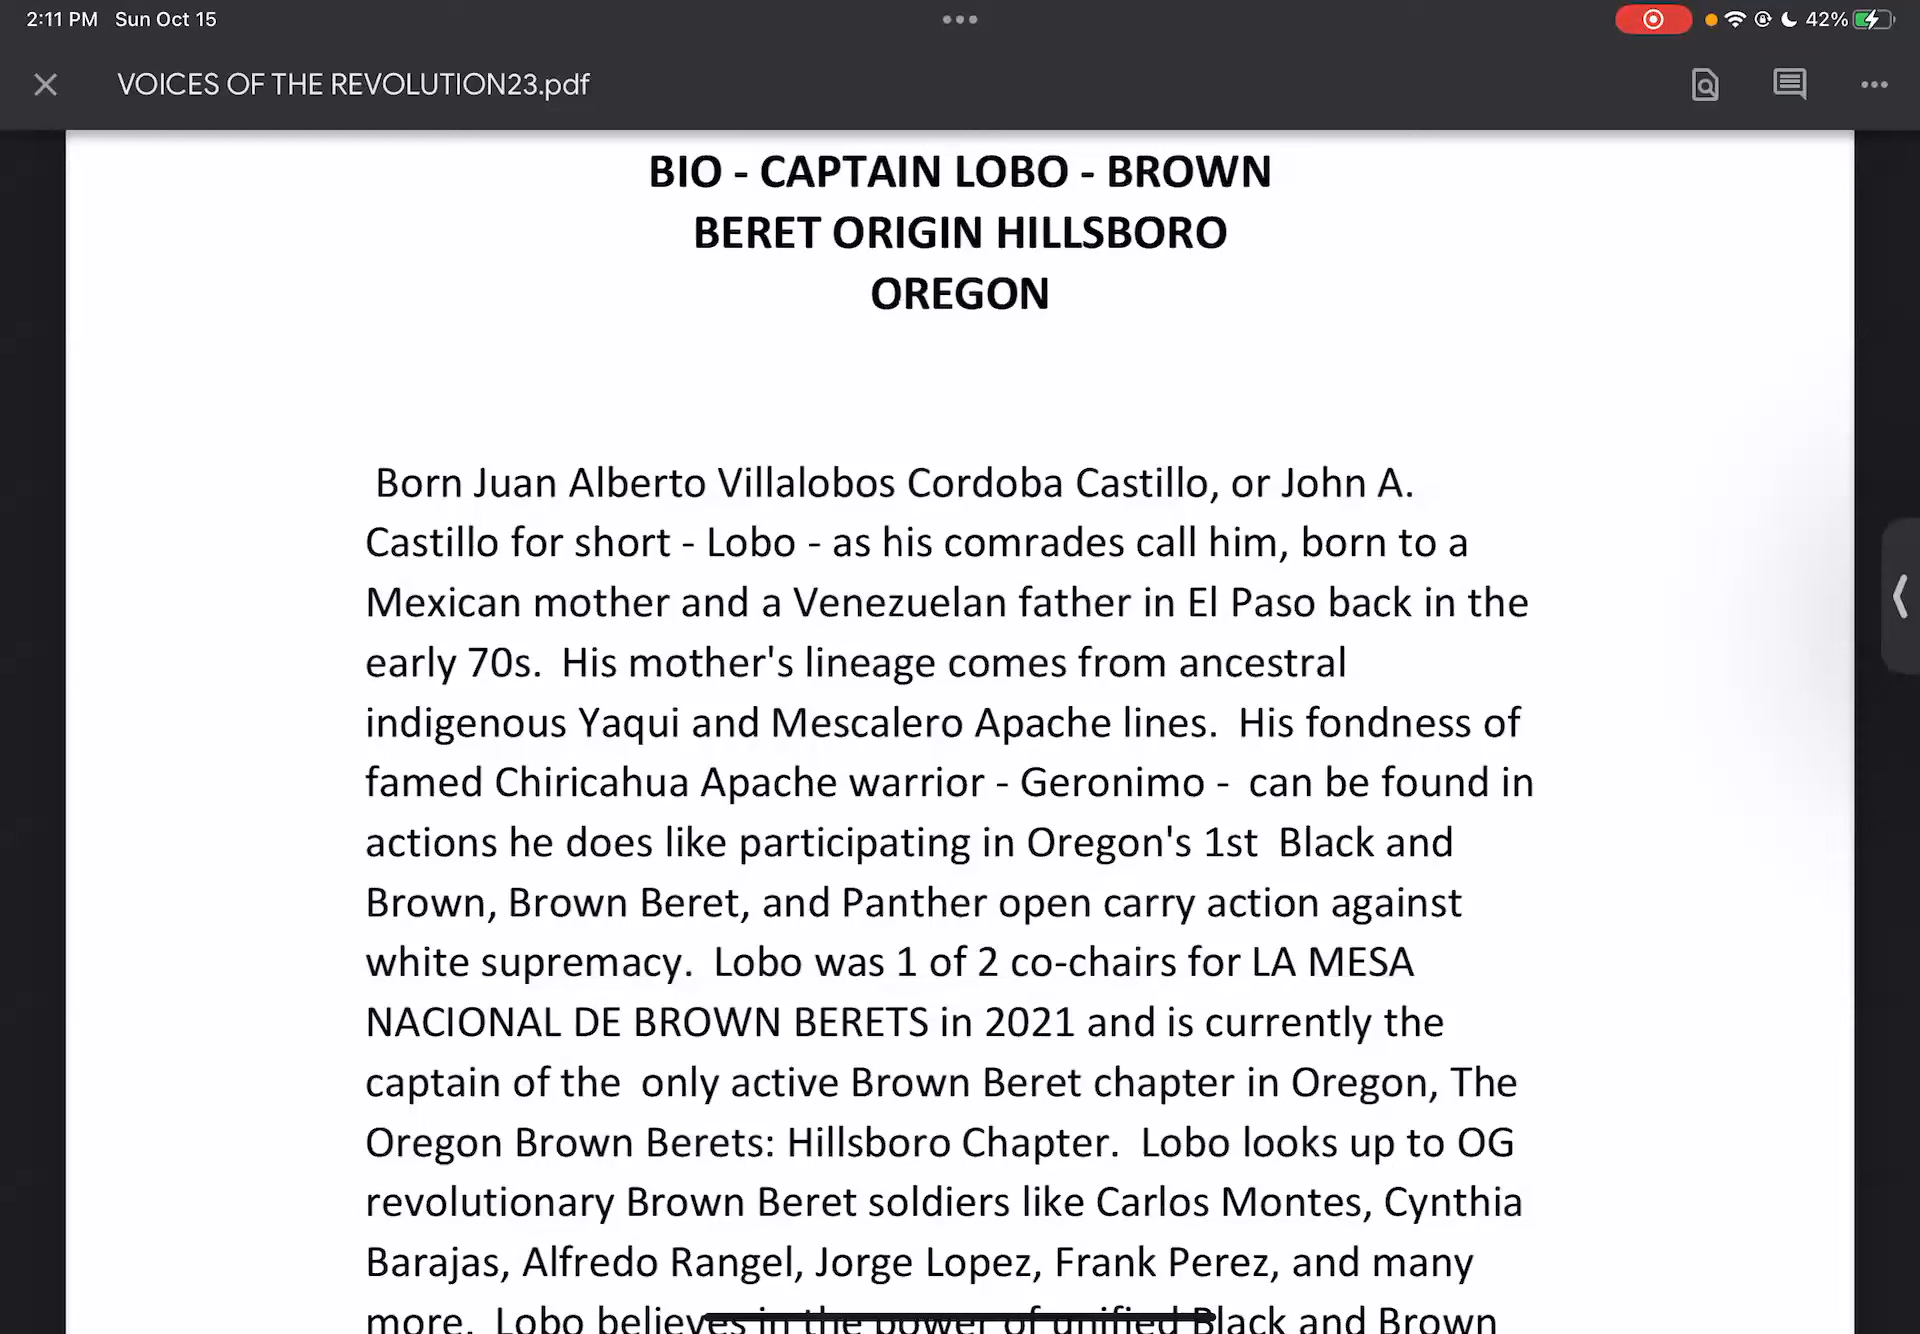 2:11 PM Sun Oct 15
42%
VOICES OF THE REVOLUTION23.pdf
BIO - CAPTAIN LOBO - BROWN
BERET ORIGIN HILLSBORO
OREGON
Born Juan Alberto Villalobos Cordoba Castillo, or John A.
Castillo for short - Lobo - as his comrades call him, born to a
Mexican mother and a Venezuelan father in El Paso back in the
early 70s. His mother's lineage comes from ancestral
indigenous Yaqui and Mescalero Apache lines. His fondness of
famed Chiricahua Apache warrior - Geronimo - can be found in
actions he does like participating in Oregon's 1st Black and
Brown, Brown Beret, and Panther open carry action against
white supremacy. Lobo was 1 of 2 co-chairs for LA MESA
NACIONAL DE BROWN BERETS in 2021 and is currently the
captain of the only active Brown Beret chapter in Oregon, The
Oregon Brown Berets: Hillsboro Chapter. Lobo looks up to OG
revolutionary Brown Beret soldiers like Carlos Montes, Cynthia
Barajas, Alfredo Rangel, Jorge Lopez, Frank Perez, and many
more. Lobo believes in the power of unified Black and Brown